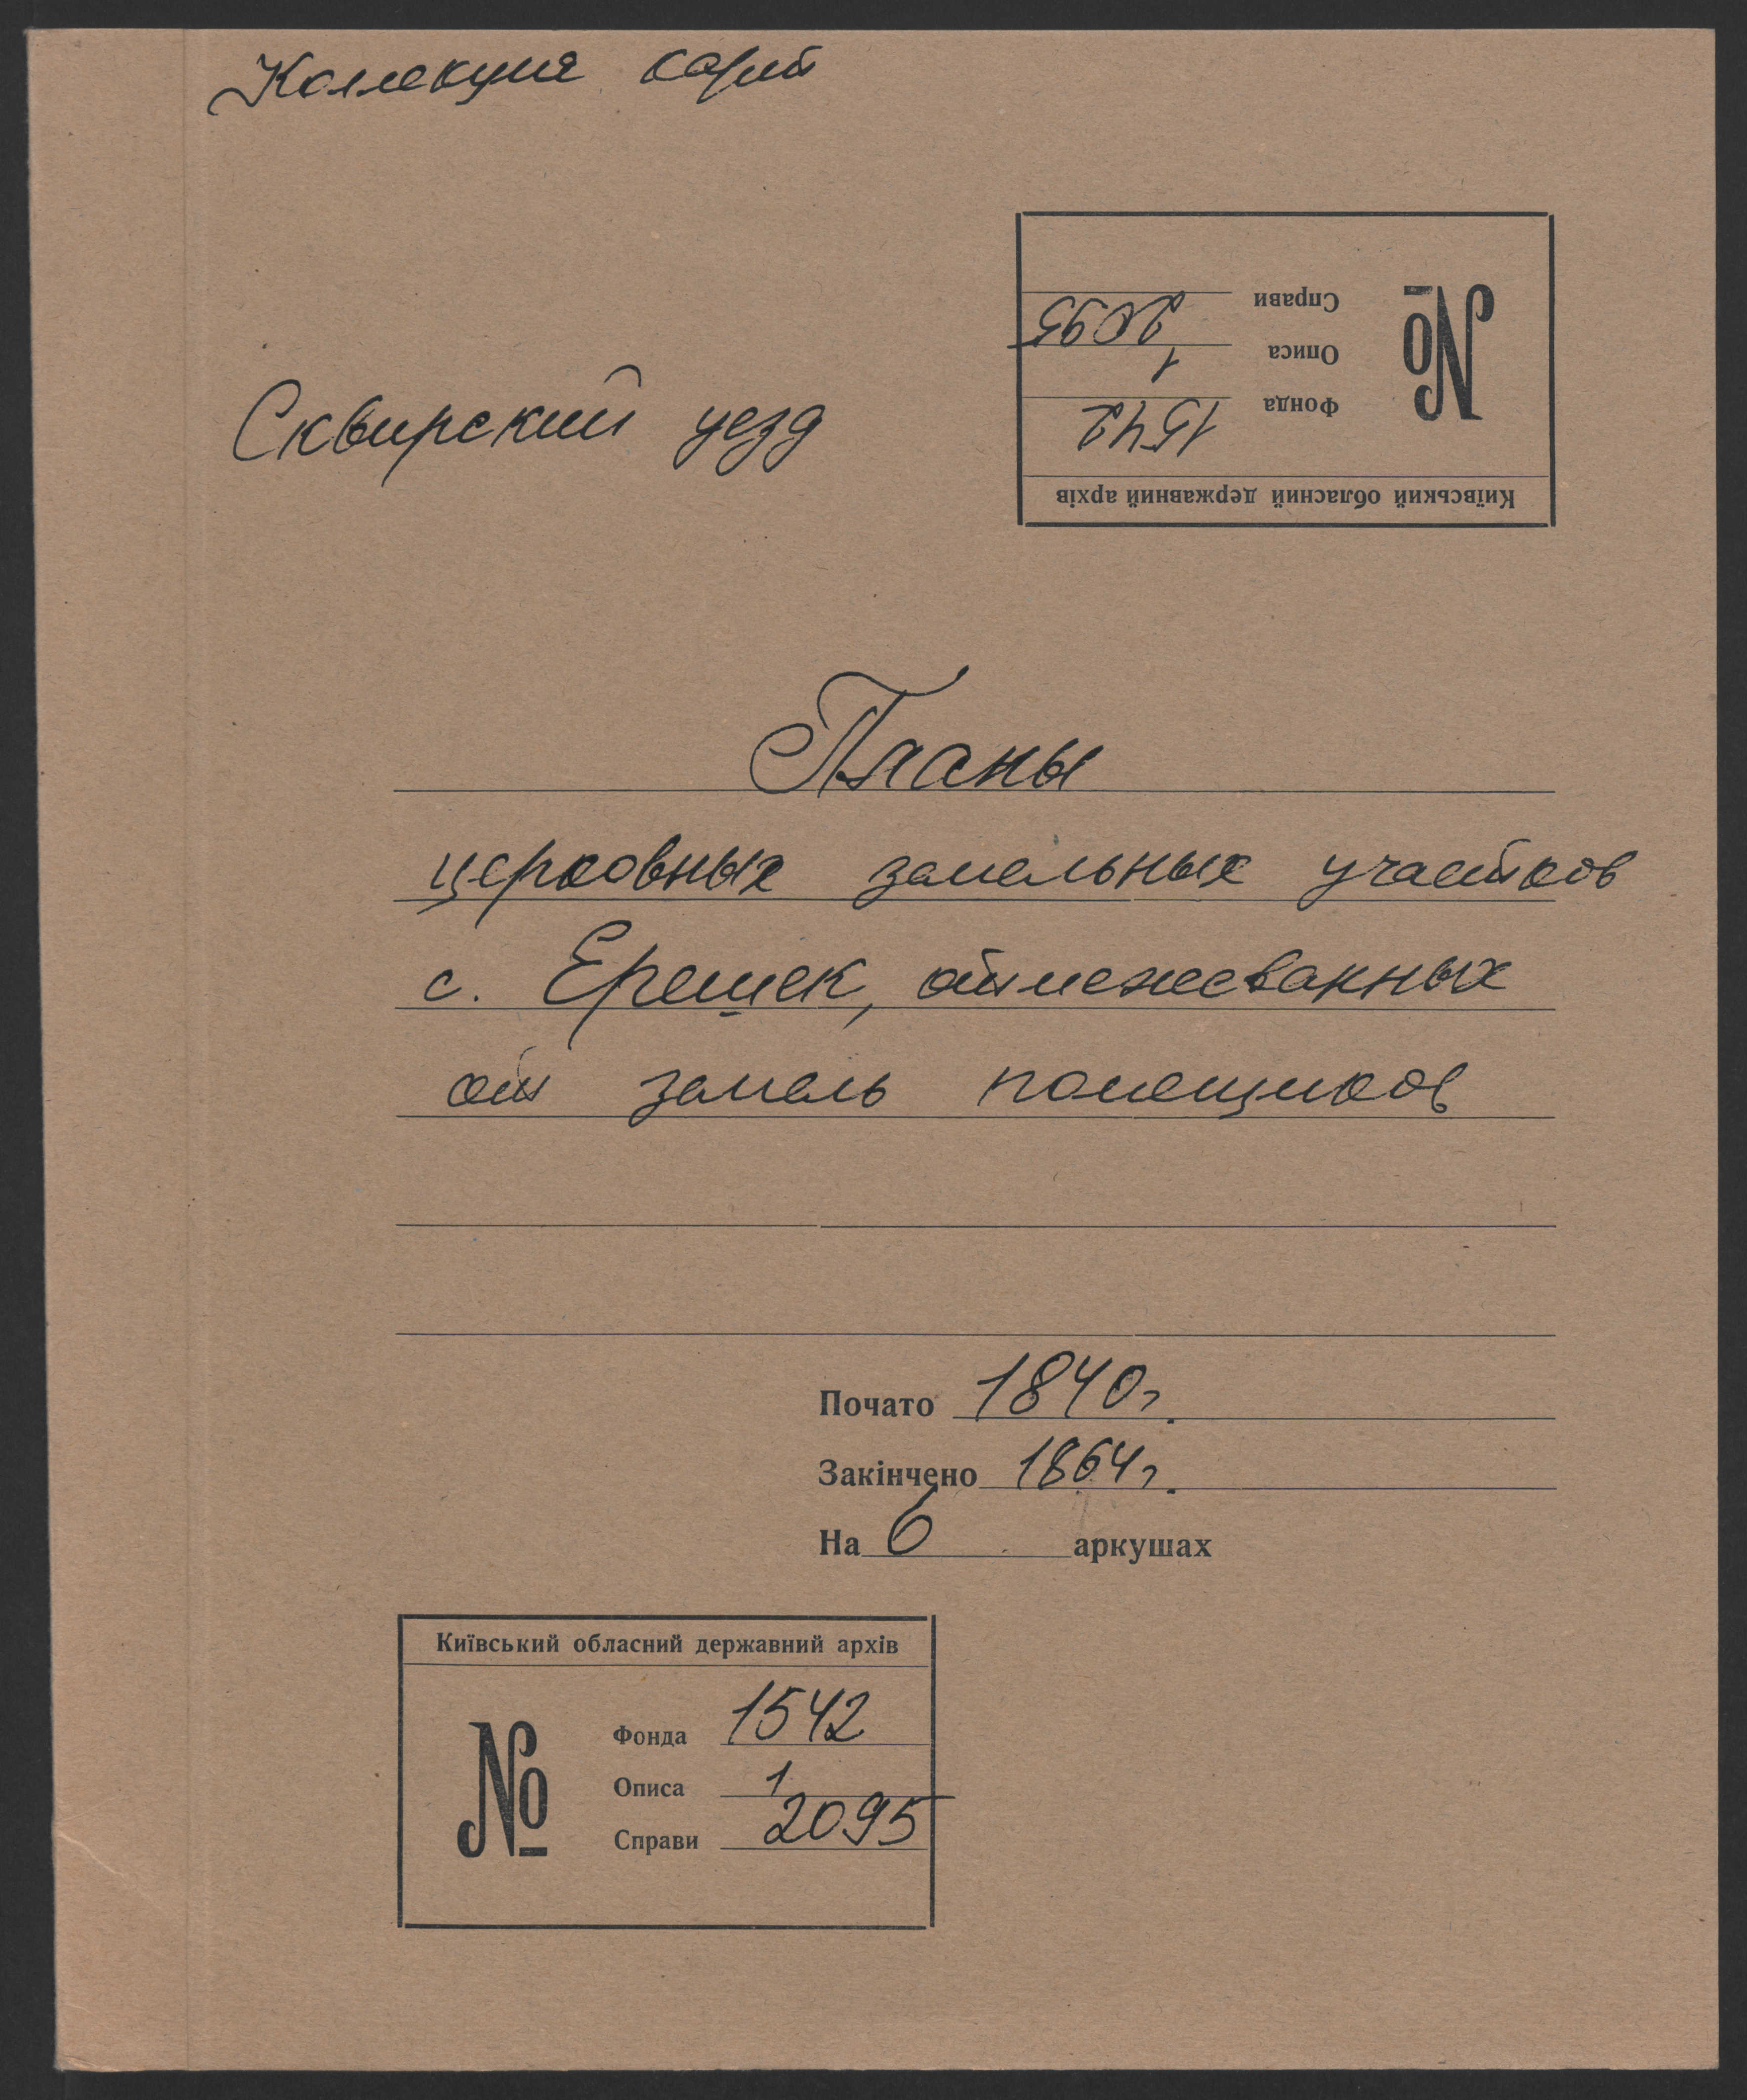 Коллекция карт
Справи 2095
Описа 1
Фонда 1542
№
Київський обласний державний архів
Сквирский уезд
Планы
церковных земельных участков
с. Ерешек, отмежеванных
от земель помещиков
Почато 1840г.
Закінчено 1864г.
На 6 аркушах
Київський обласний державний архів
№
Фонда 1542
Описа 1
Справи 2095